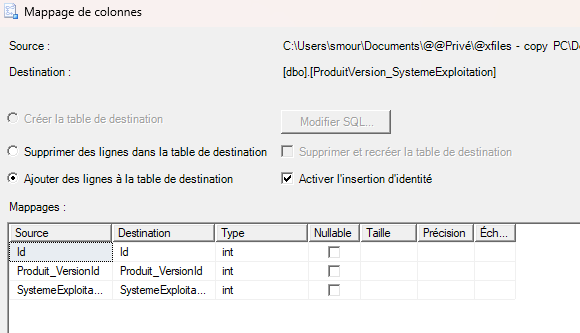 Mappage de colonnes
Source : C:\Users\smour\Documents\@@Privé\@xfiles - copy PC\D
Destination : [dbo].[ProduitVersion_SystemeExploitation]
Créer la table de destination Modifier SQL...
Supprimer des lignes dans la table de destination Supprimer et recréer la table de destination
Ajouter des lignes à la table de destination Activer l'insertion d'identité
Mappages :
Source Destination Type Nullable Taille Précision Éch...
Id Id int
Produit_VersionId Produit_VersionId int
SystemeExploita... SystemeExploita... int